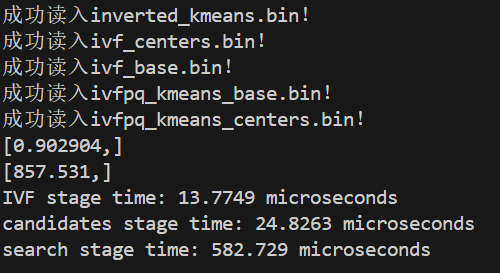 成功读入inverted_kmeans.bin!
成功读入ivf_centers.bin!
成功读入ivf_base.bin!
成功读入ivfpq_kmeans_base.bin!
成功读入ivfpq_kmeans_centers.bin!
[0.902904,]
[857.531,]
IVF stage time: 13.7749 microseconds
candidates stage time: 24.8263 microseconds
search stage time: 582.729 microseconds